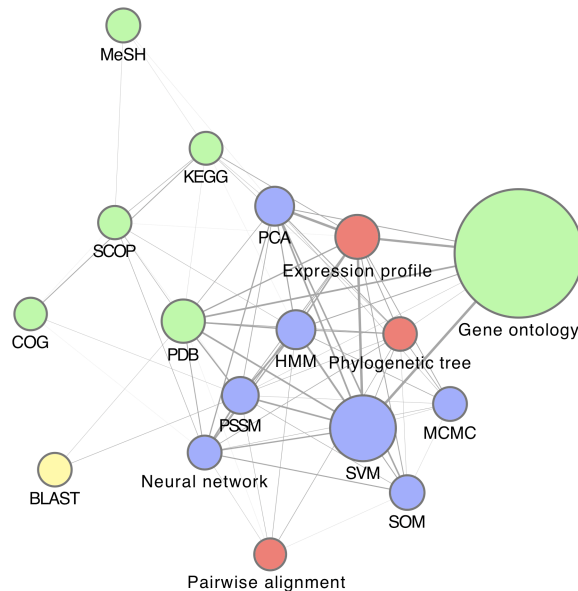 MeSH
KEGG
SCOP
PCA
Expression profile
COG
PDB
HMM
Phylogenetic tree
Gene ontology
PSSM
MCMC
SVM
Neural network
BLAST
SOM
Pairwise alignment